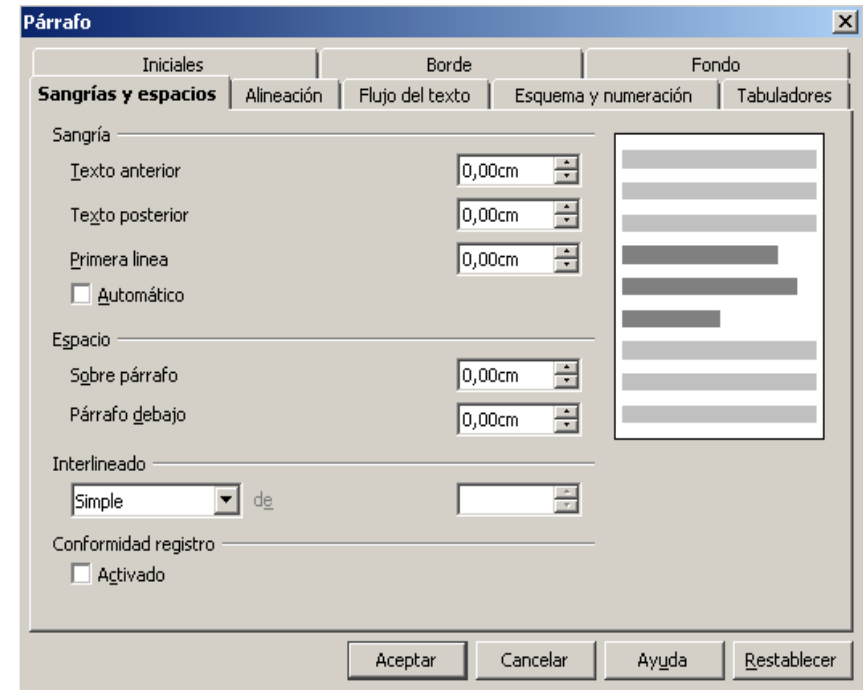 Párrafo
Iniciales Borde Fondo
Sangrías y espacios Alineación Flujo del texto Esquema y numeración Tabuladores
Sangría
Texto anterior 0,00cm
Texto posterior 0,00cm
Primera linea 0,00cm
Automático
Espacio
Sobre párrafo 0,00cm
Párrafo debajo 0,00cm
Interlineado
Simple de
Conformidad registro
Activado
Aceptar Cancelar Ayuda Restablecer